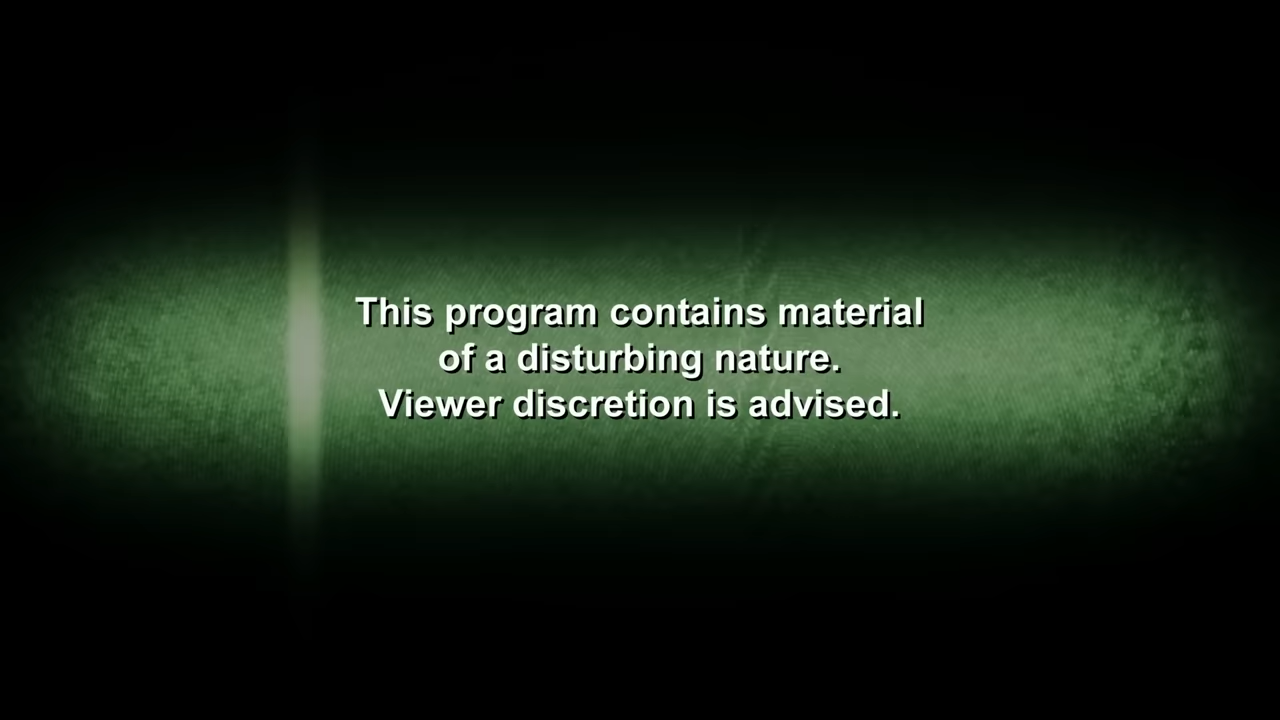 This program contains material
of a disturbing nature.
Viewer discretion is advised.